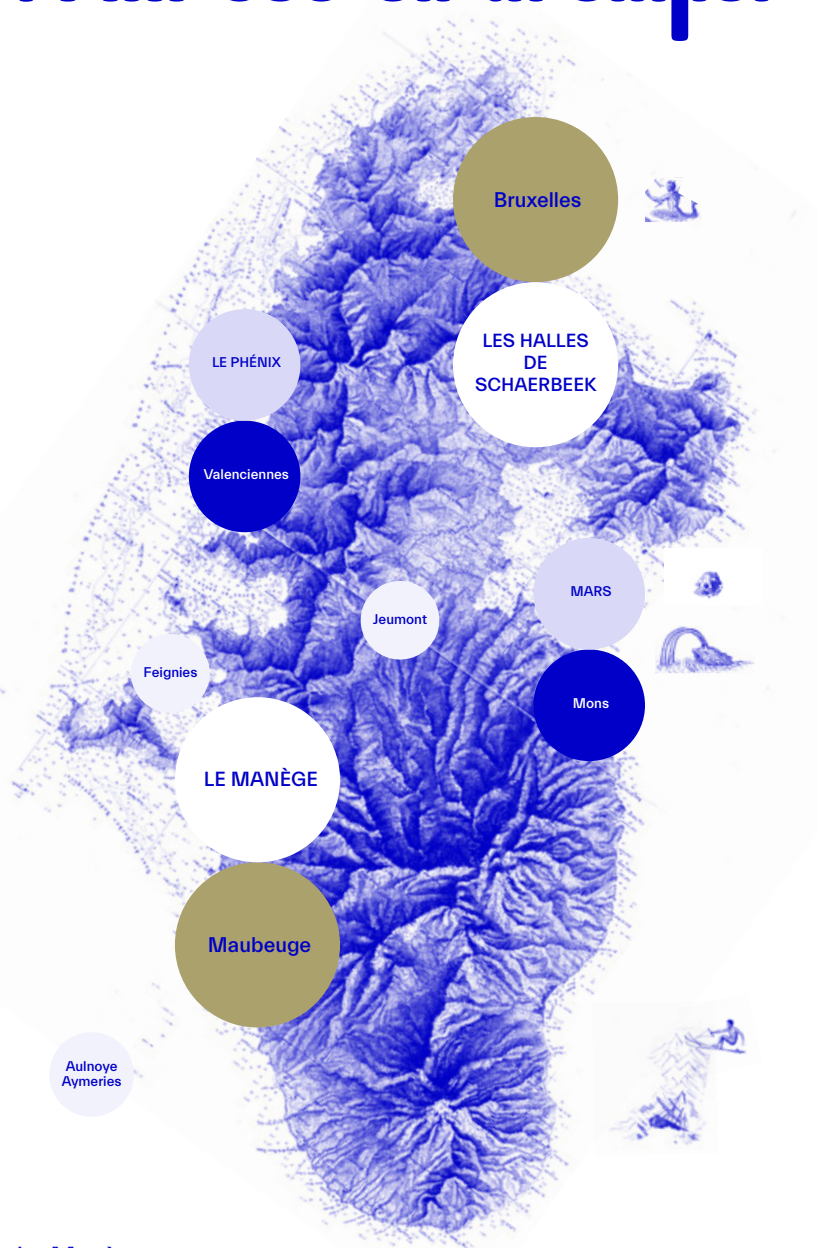 Bruxelles
LES HALLES
DE
SCHAERBEEK
LE PHÉNIX
Valenciennes
MARS
Jeumont
Feignies
Mons
LE MANÈGE
Maubeuge
Aulnoye
Aymeries